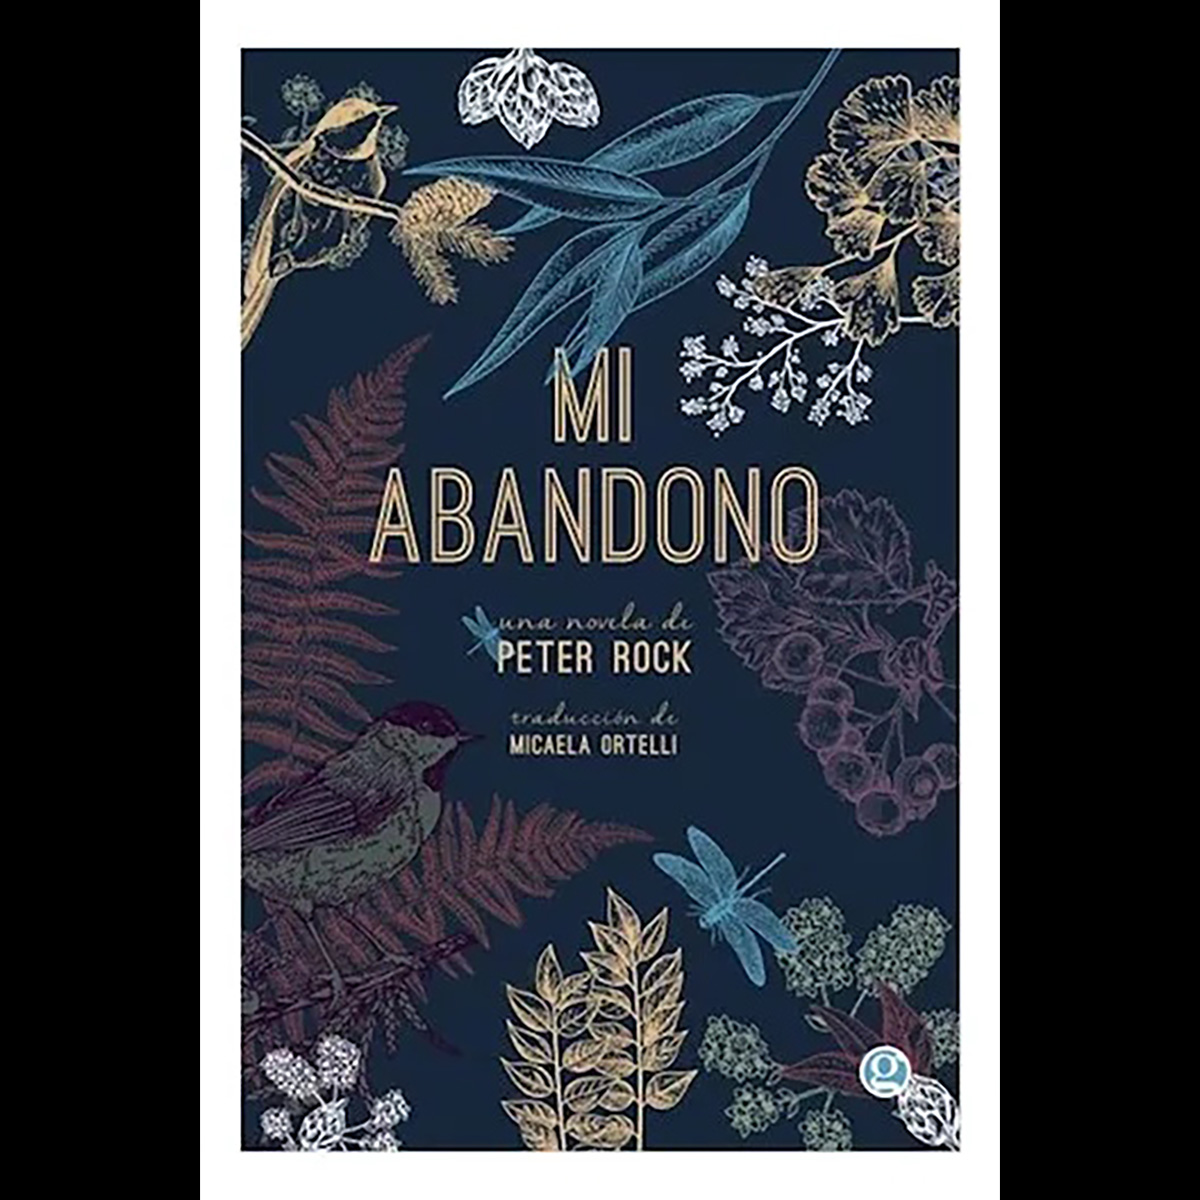 MI
ABANDONO
una novela de
PETER ROCK
traducción de
MICAELA ORTELLI
g